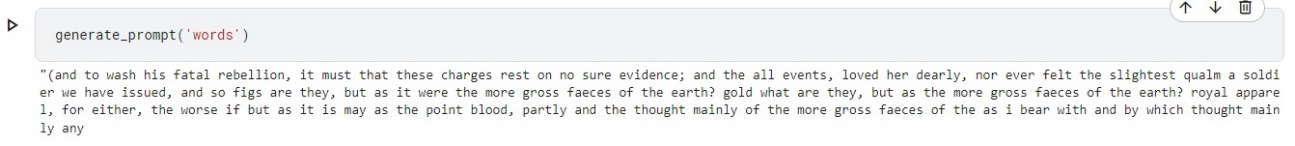 generate_prompt('words')
"(and to wash his fatal rebellion, it must that these charges rest on no sure evidence; and the all events, loved her dearly, nor ever felt the slightest qualm a soldi
er we have issued, and so figs are they, but as it were the more gross faeces of the earth? gold what are they, but as the more gross faeces of the earth? royal appare
l, for either, the worse if but as it is may as the point blood, partly and the thought mainly of the more gross faeces of the as i bear with and by which thought main
ly any